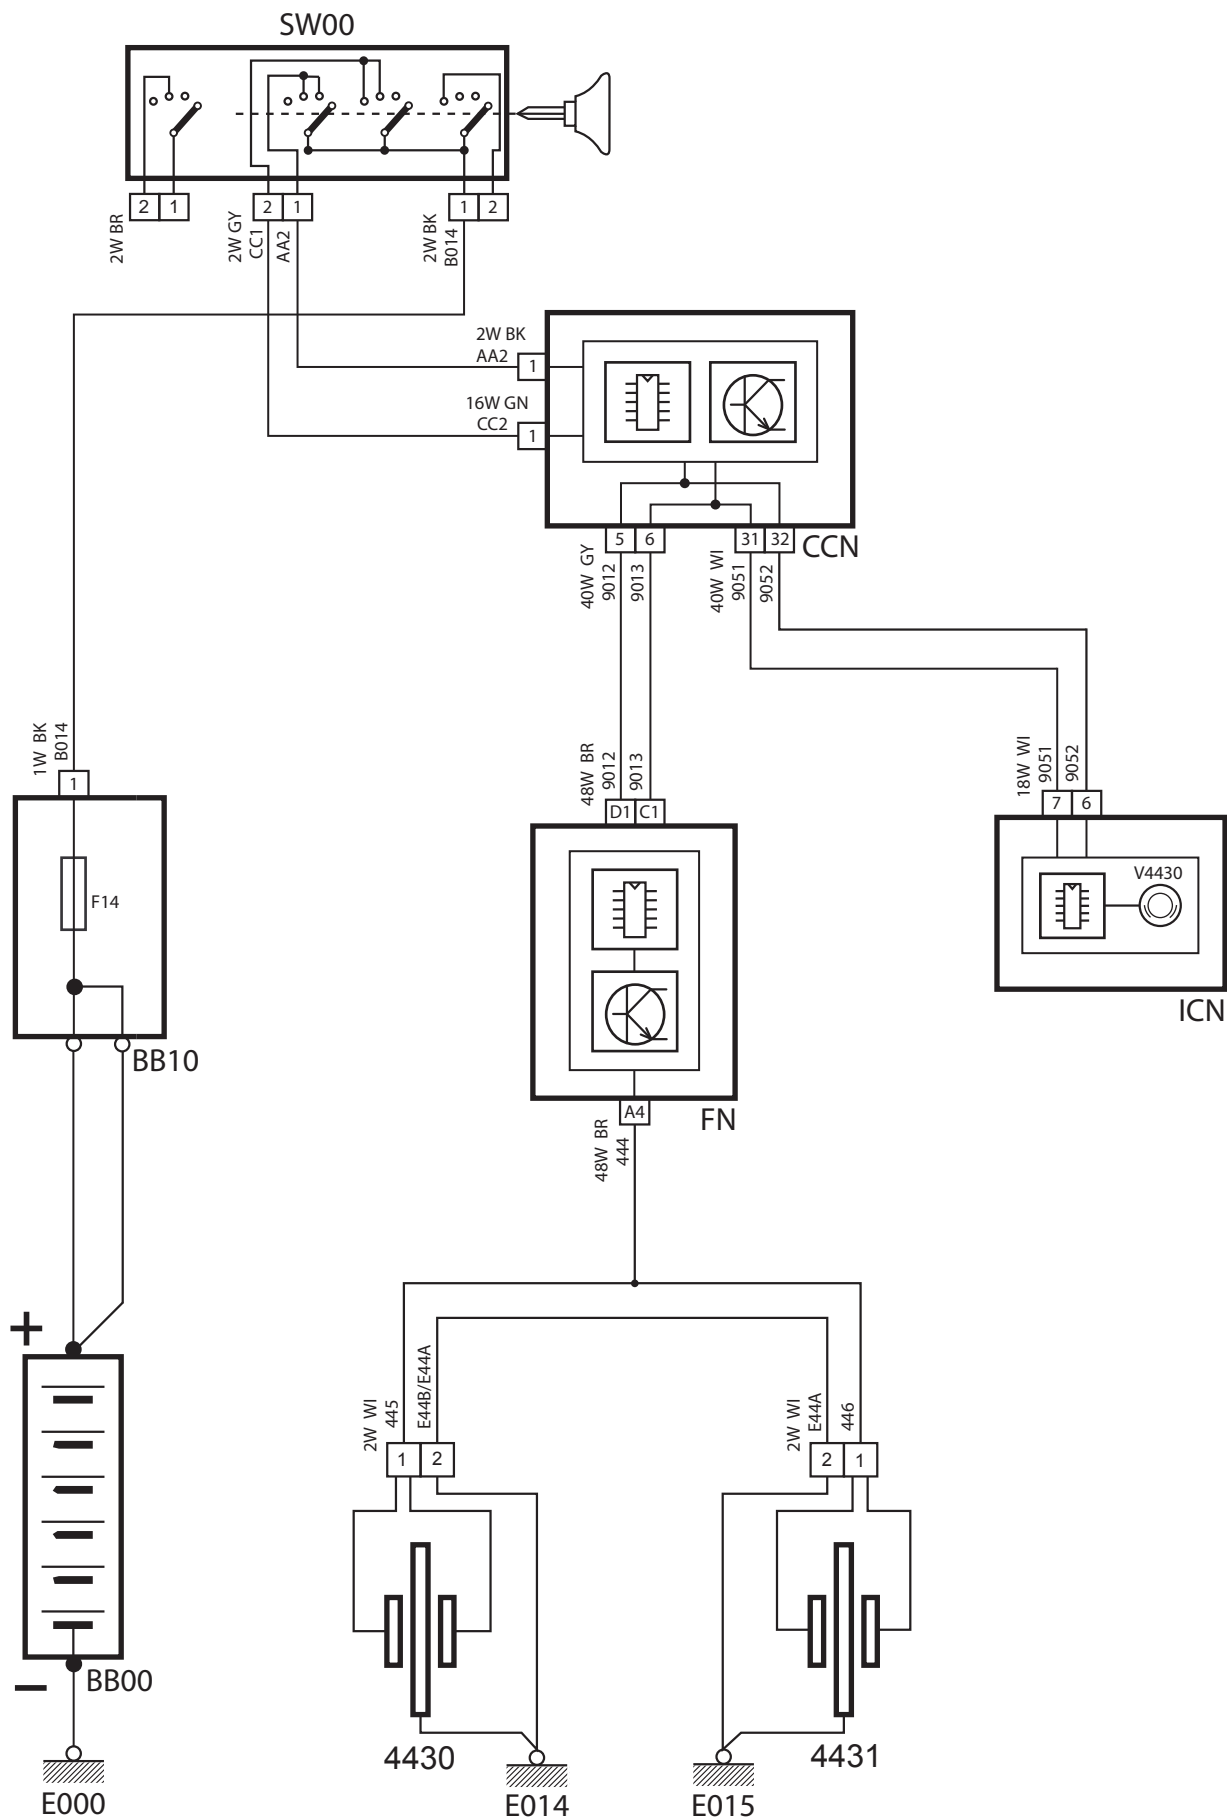 SW00
2 1
2 1
1 2
2W BR
2W GY
CC1
AA2
2W BK
B014
2W BK
AA2
1
16W GN
CC2
1
5 6
31 32
CCN
40W GY
9012
9013
40W WI
9051
9052
1W BK
B014
1
F14
BB10
48W BR
9012
9013
D1 C1
18W WI
9051
9052
7 6
V4430
ICN
A4
FN
48W BR
444
+
2W WI
445
E44B/E44A
1 2
2W WI
E44A
446
2 1
−
BB00
4430
4431
E000
E014
E015